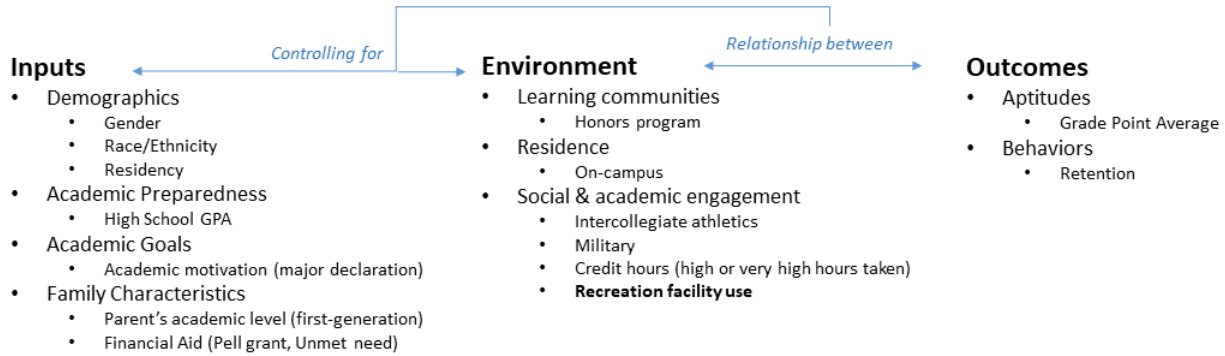 Controlling for
Relationship between
Inputs
• Demographics
• Gender
• Race/Ethnicity
• Residency
• Academic Preparedness
• High School GPA
• Academic Goals
• Academic motivation (major declaration)
• Family Characteristics
• Parent’s academic level (first-generation)
• Financial Aid (Pell grant, Unmet need)
Environment
• Learning communities
• Honors program
• Residence
• On-campus
• Social & academic engagement
• Intercollegiate athletics
• Military
• Credit hours (high or very high hours taken)
• Recreation facility use
Outcomes
• Aptitudes
• Grade Point Average
• Behaviors
• Retention